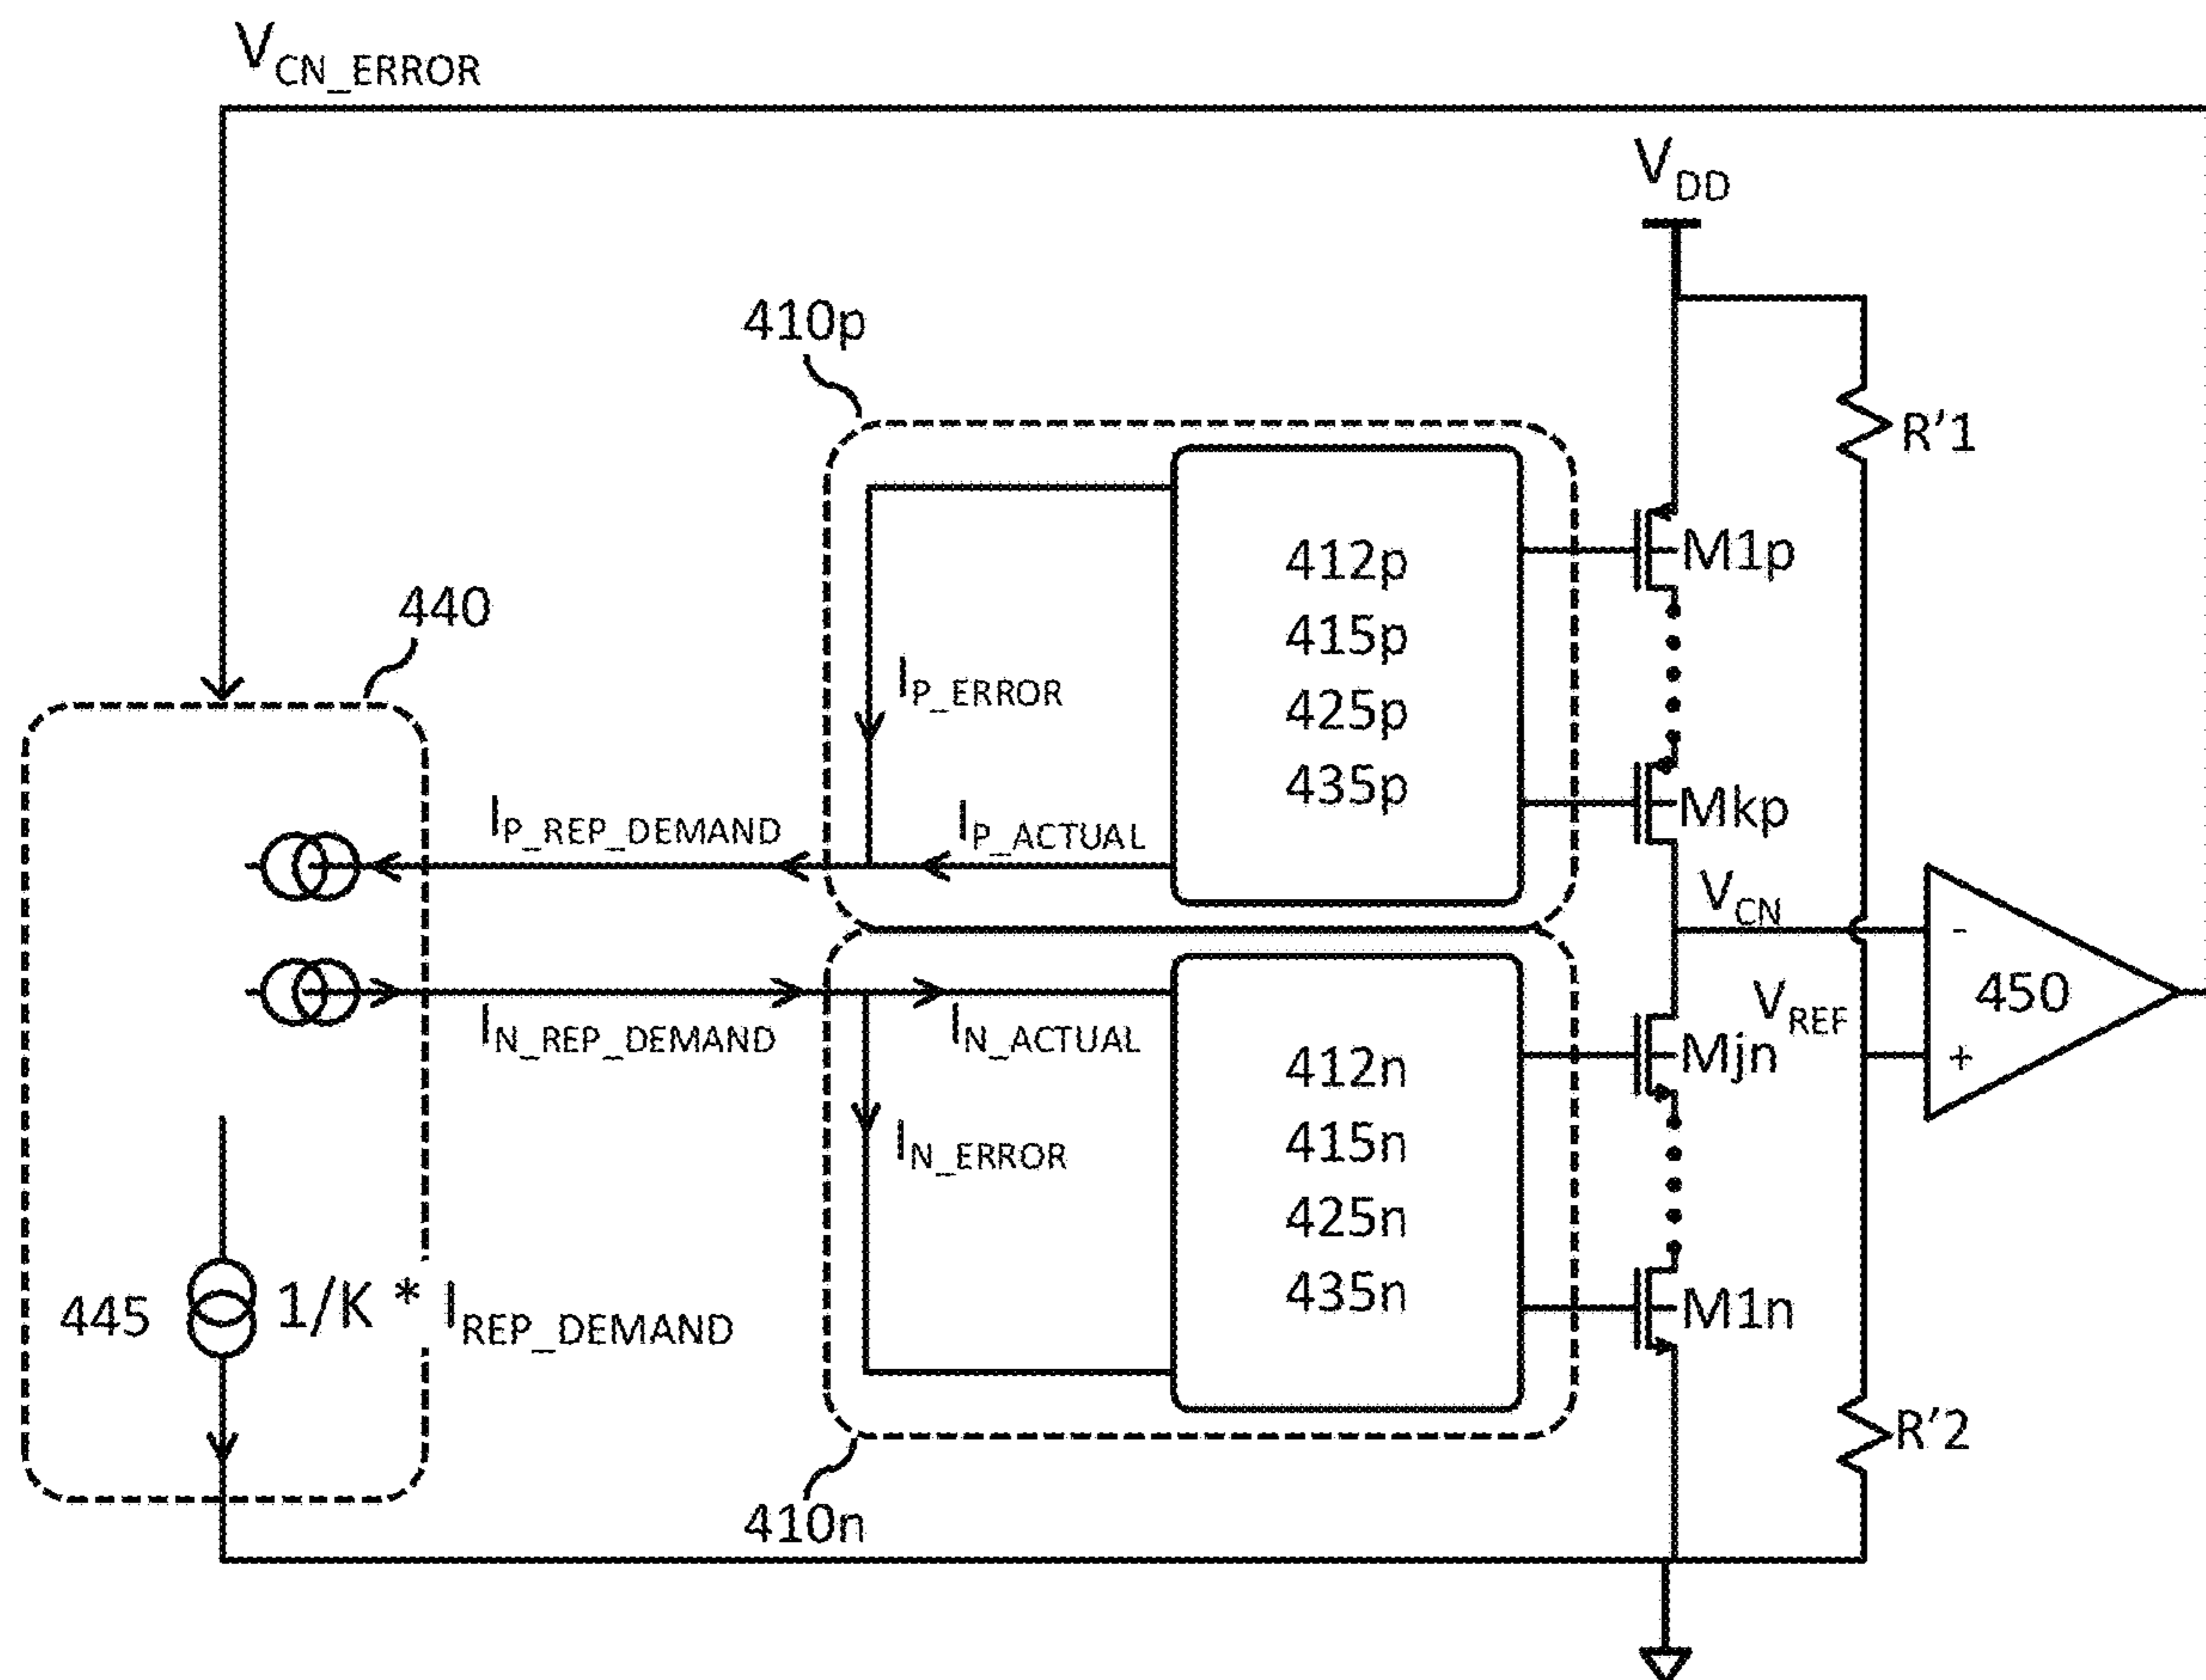 V_CN_ERROR
V_DD
410p
R'1
412p
415p
425p
435p
M1p
440
I_P_ERROR
I_P_REP_DEMAND
I_P_ACTUAL
Mkp
V_CN
-
450
V_REF
+
I_N_REP_DEMAND
I_N_ACTUAL
Mjn
412n
415n
425n
435n
I_N_ERROR
445
1/K * I_REP_DEMAND
M1n
R'2
410n